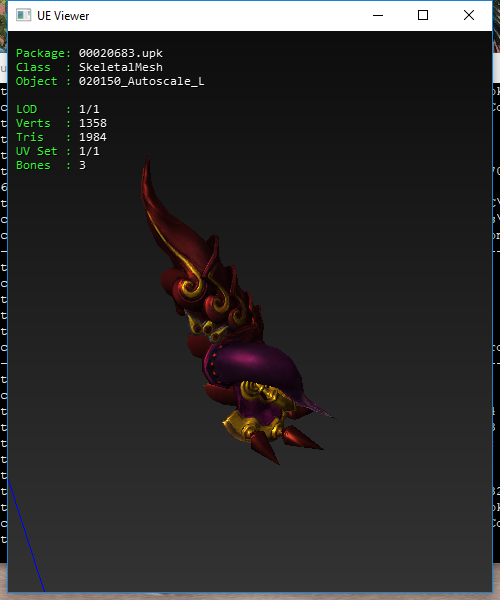 UE Viewer
Package: 00020683.upk
Class : SkeletalMesh
Object : 020150_Autoscale_L
LOD : 1/1
Verts : 1358
Tris : 1984
UV Set : 1/1
Bones : 3